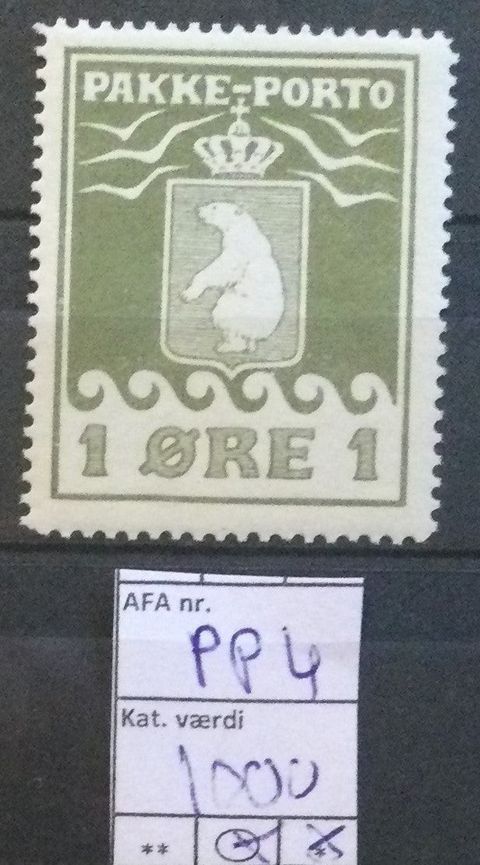 PAKKE-PORTO
1 ØRE 1
AFA nr.
PP4
Kat. værdi
1000
**